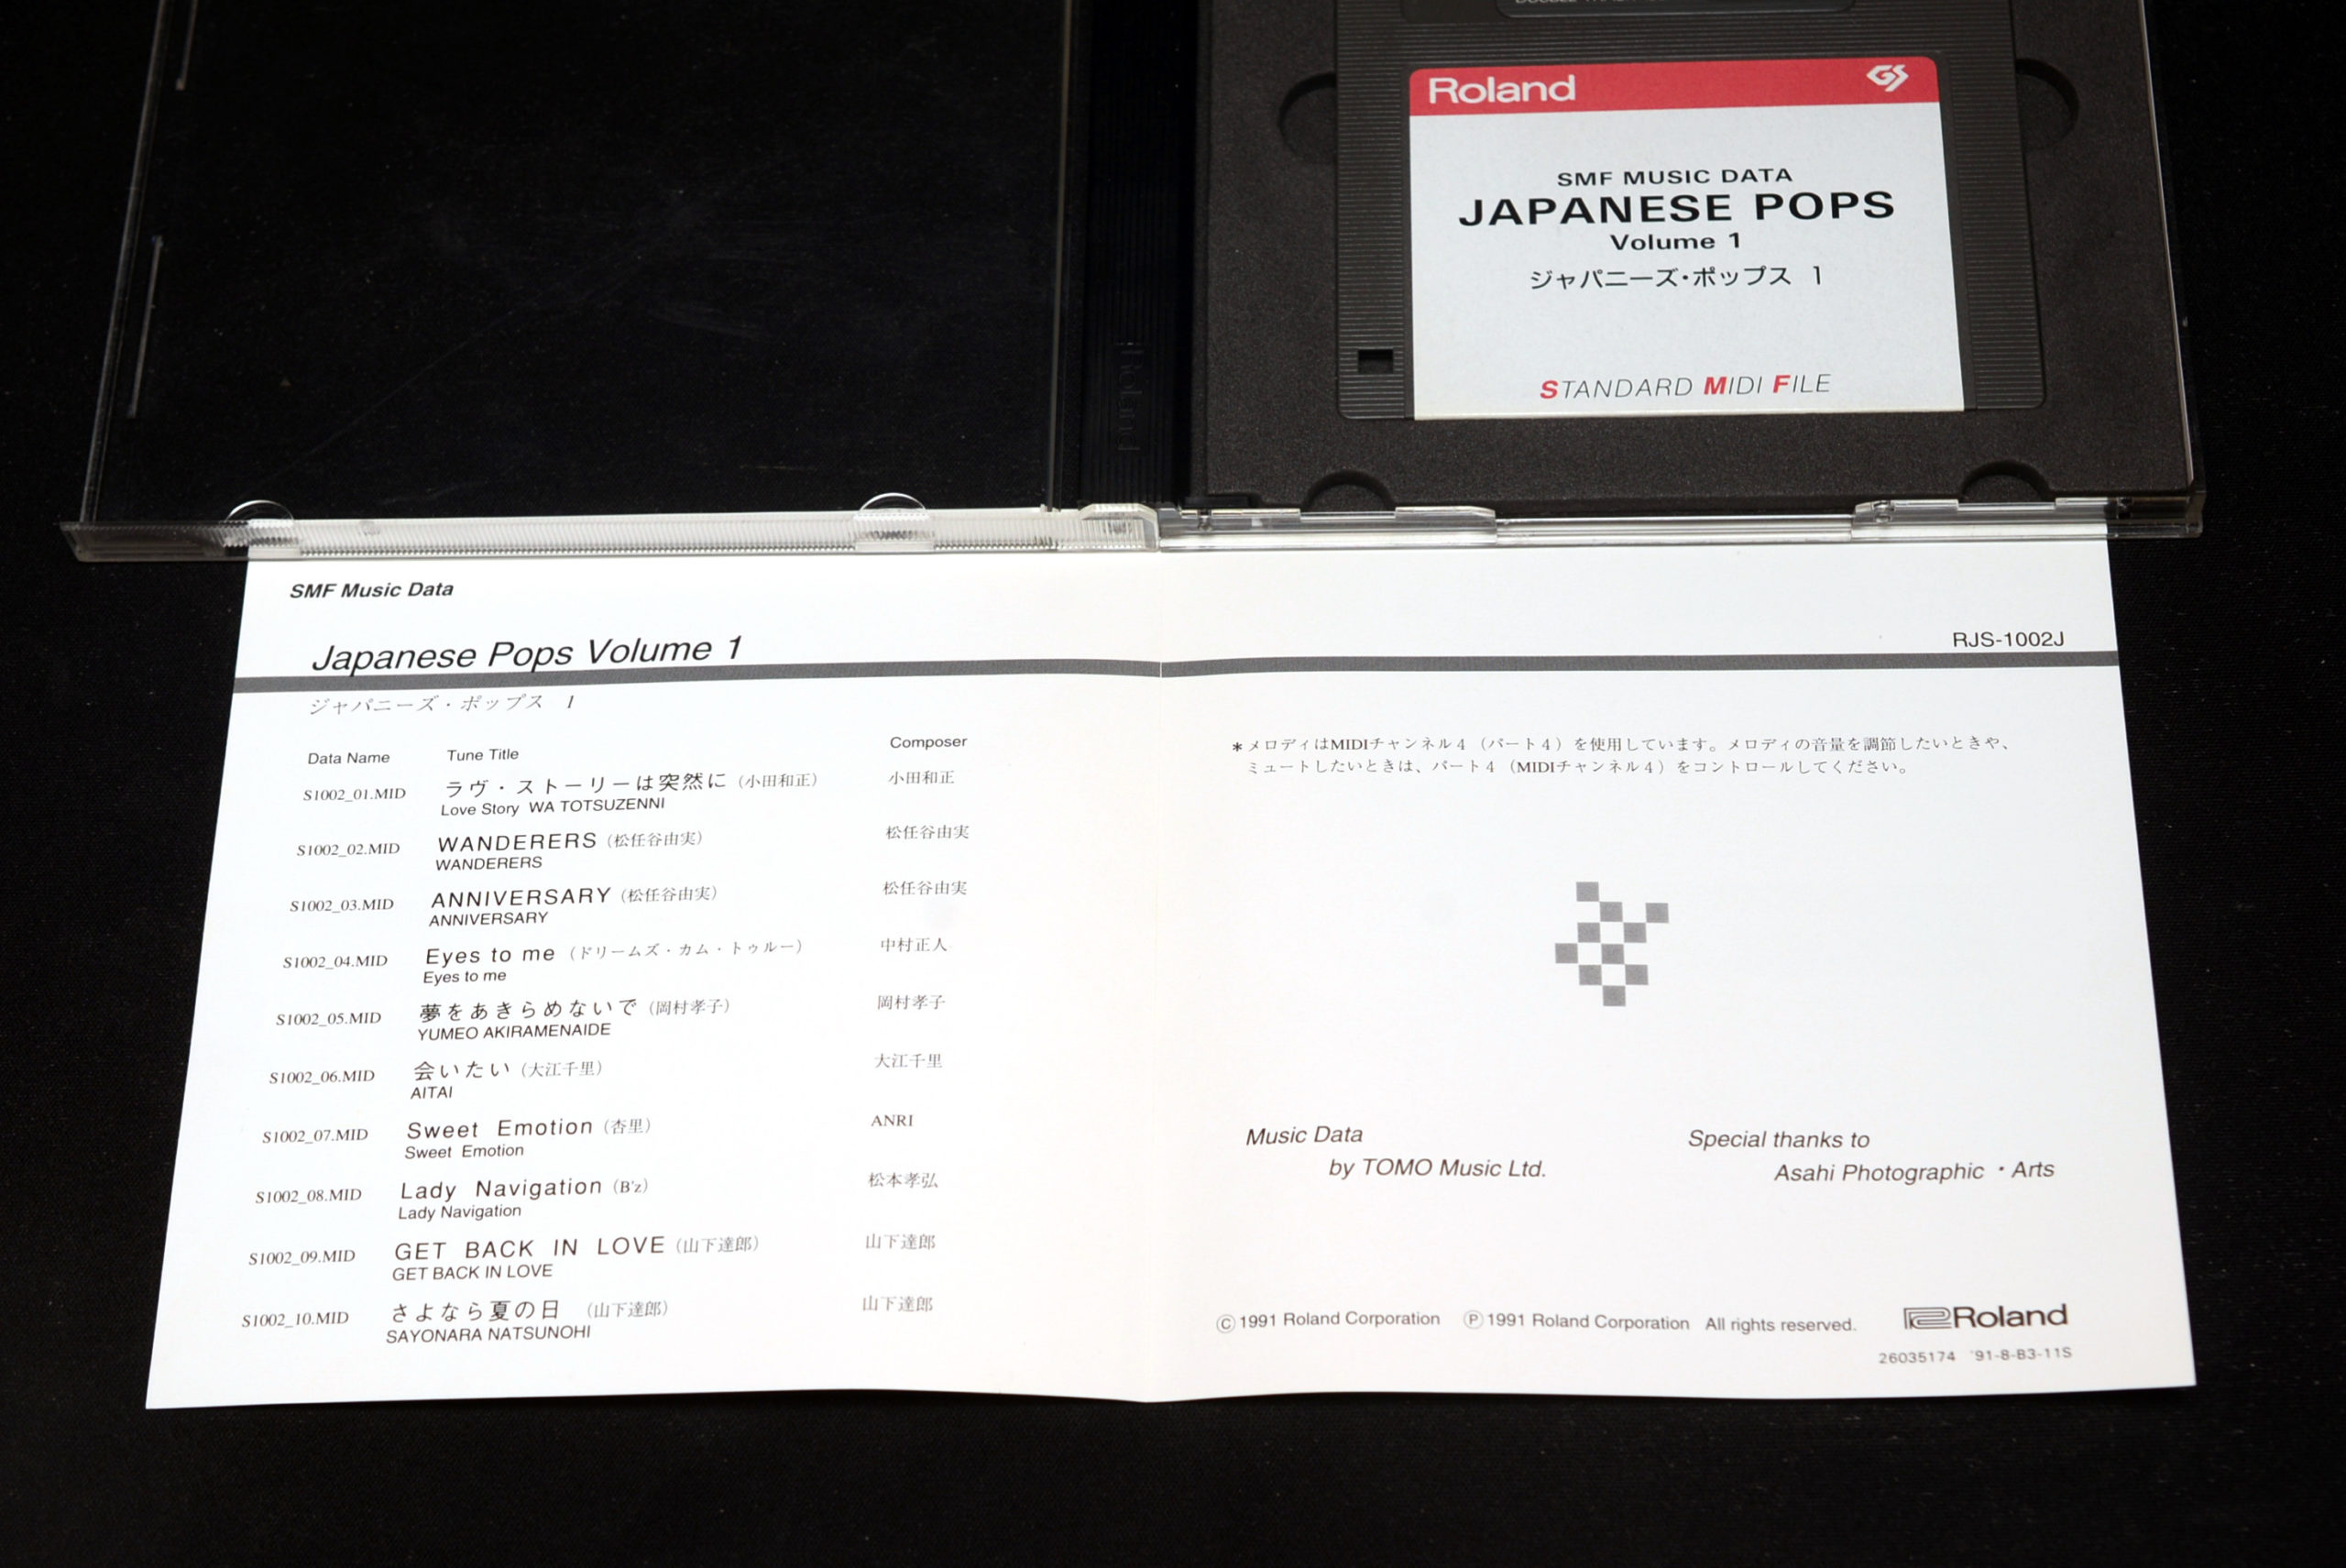 Roland GS
SMF MUSIC DATA
JAPANESE POPS
Volume 1
ジャパニーズ・ポップス 1
STANDARD MIDI FILE
Roland
SMF Music Data
Japanese Pops Volume 1
RJS-1002J
ジャパニーズ・ポップス 1
Data Name Tune Title Composer
S1002_01.MID ラヴ・ストーリーは突然に（小田和正） 小田和正
Love Story WA TOTSUZENNI
S1002_02.MID WANDERERS（松任谷由実） 松任谷由実
WANDERERS
S1002_03.MID ANNIVERSARY（松任谷由実） 松任谷由実
ANNIVERSARY
S1002_04.MID Eyes to me（ドリームズ・カム・トゥルー） 中村正人
Eyes to me
S1002_05.MID 夢をあきらめないで（岡村孝子） 岡村孝子
YUMEO AKIRAMENAIDE
S1002_06.MID 会いたい（大江千里） 大江千里
AITAI
S1002_07.MID Sweet Emotion（杏里） ANRI
Sweet Emotion
S1002_08.MID Lady Navigation（B'z） 松本孝弘
Lady Navigation
S1002_09.MID GET BACK IN LOVE（山下達郎） 山下達郎
GET BACK IN LOVE
S1002_10.MID さよなら夏の日 （山下達郎） 山下達郎
SAYONARA NATSUNOHI
＊メロディはMIDIチャンネル４（パート４）を使用しています。メロディの音量を調節したいときや、
ミュートしたいときは、パート４（MIDIチャンネル４）をコントロールしてください。
Music Data
by TOMO Music Ltd.
Special thanks to
Asahi Photographic・Arts
Ⓒ1991 Roland Corporation Ⓟ1991 Roland Corporation All rights reserved.
Roland
26035174 '91-8-B3-11S